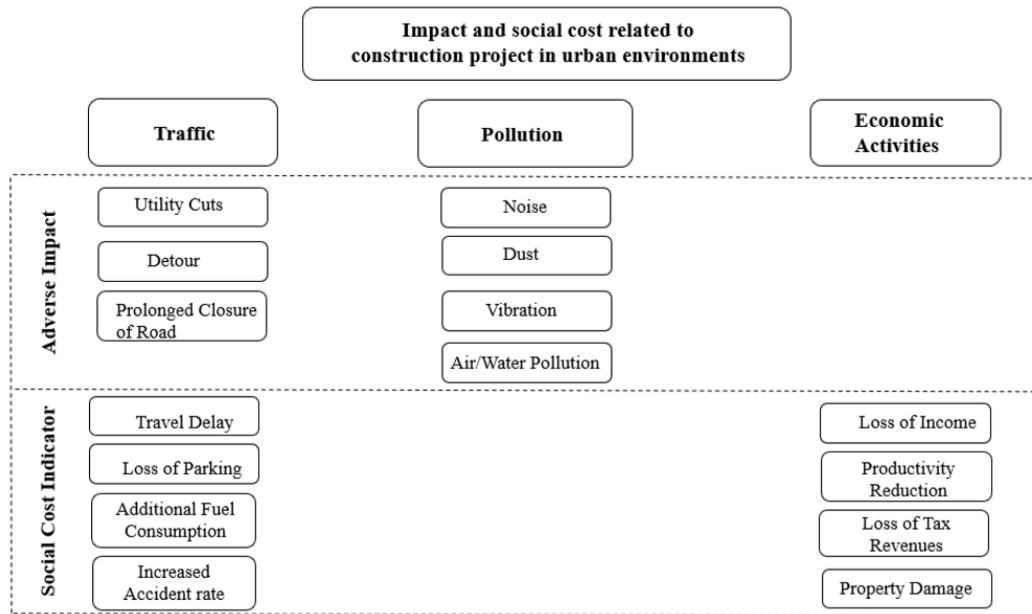 Impact and social cost related to
construction project in urban environments
Traffic
Pollution
Economic
Activities
Adverse Impact
Utility Cuts
Detour
Prolonged Closure
of Road
Noise
Dust
Vibration
Air/Water Pollution
Social Cost Indicator
Travel Delay
Loss of Parking
Additional Fuel
Consumption
Increased
Accident rate
Loss of Income
Productivity
Reduction
Loss of Tax
Revenues
Property Damage